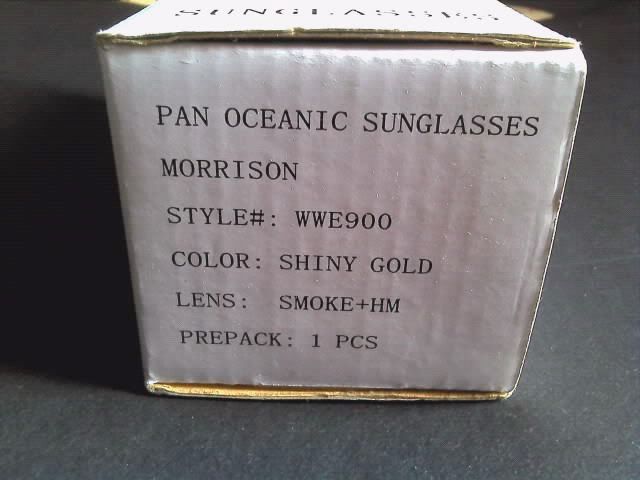 SUNGLASSES
PAN OCEANIC SUNGLASSES
MORRISON
STYLE#: WWE900
COLOR: SHINY GOLD
LENS: SMOKE+HM
PREPACK: 1 PCS